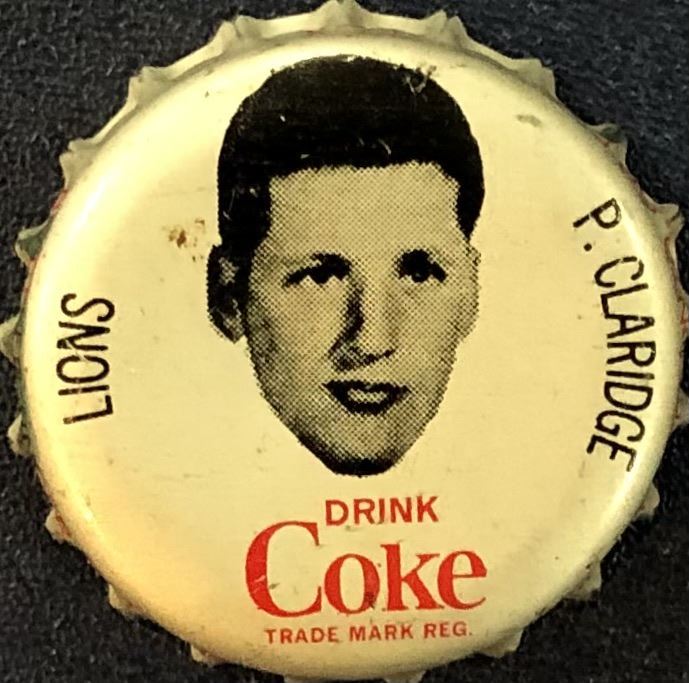 LIONS
P. CLARIDGE
DRINK
Coke
TRADE MARK REG.